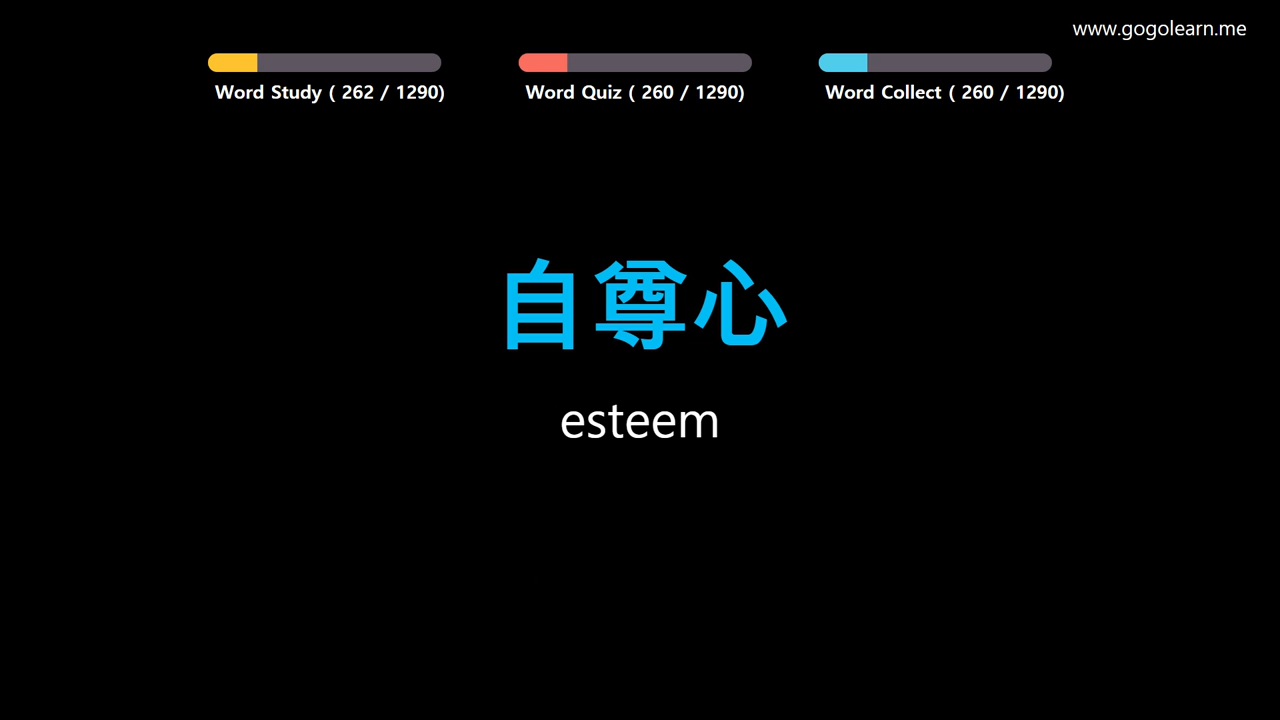 www.gogolearn.me
Word Study ( 262 / 1290)
Word Quiz ( 260 / 1290)
Word Collect ( 260 / 1290)
自尊心
esteem